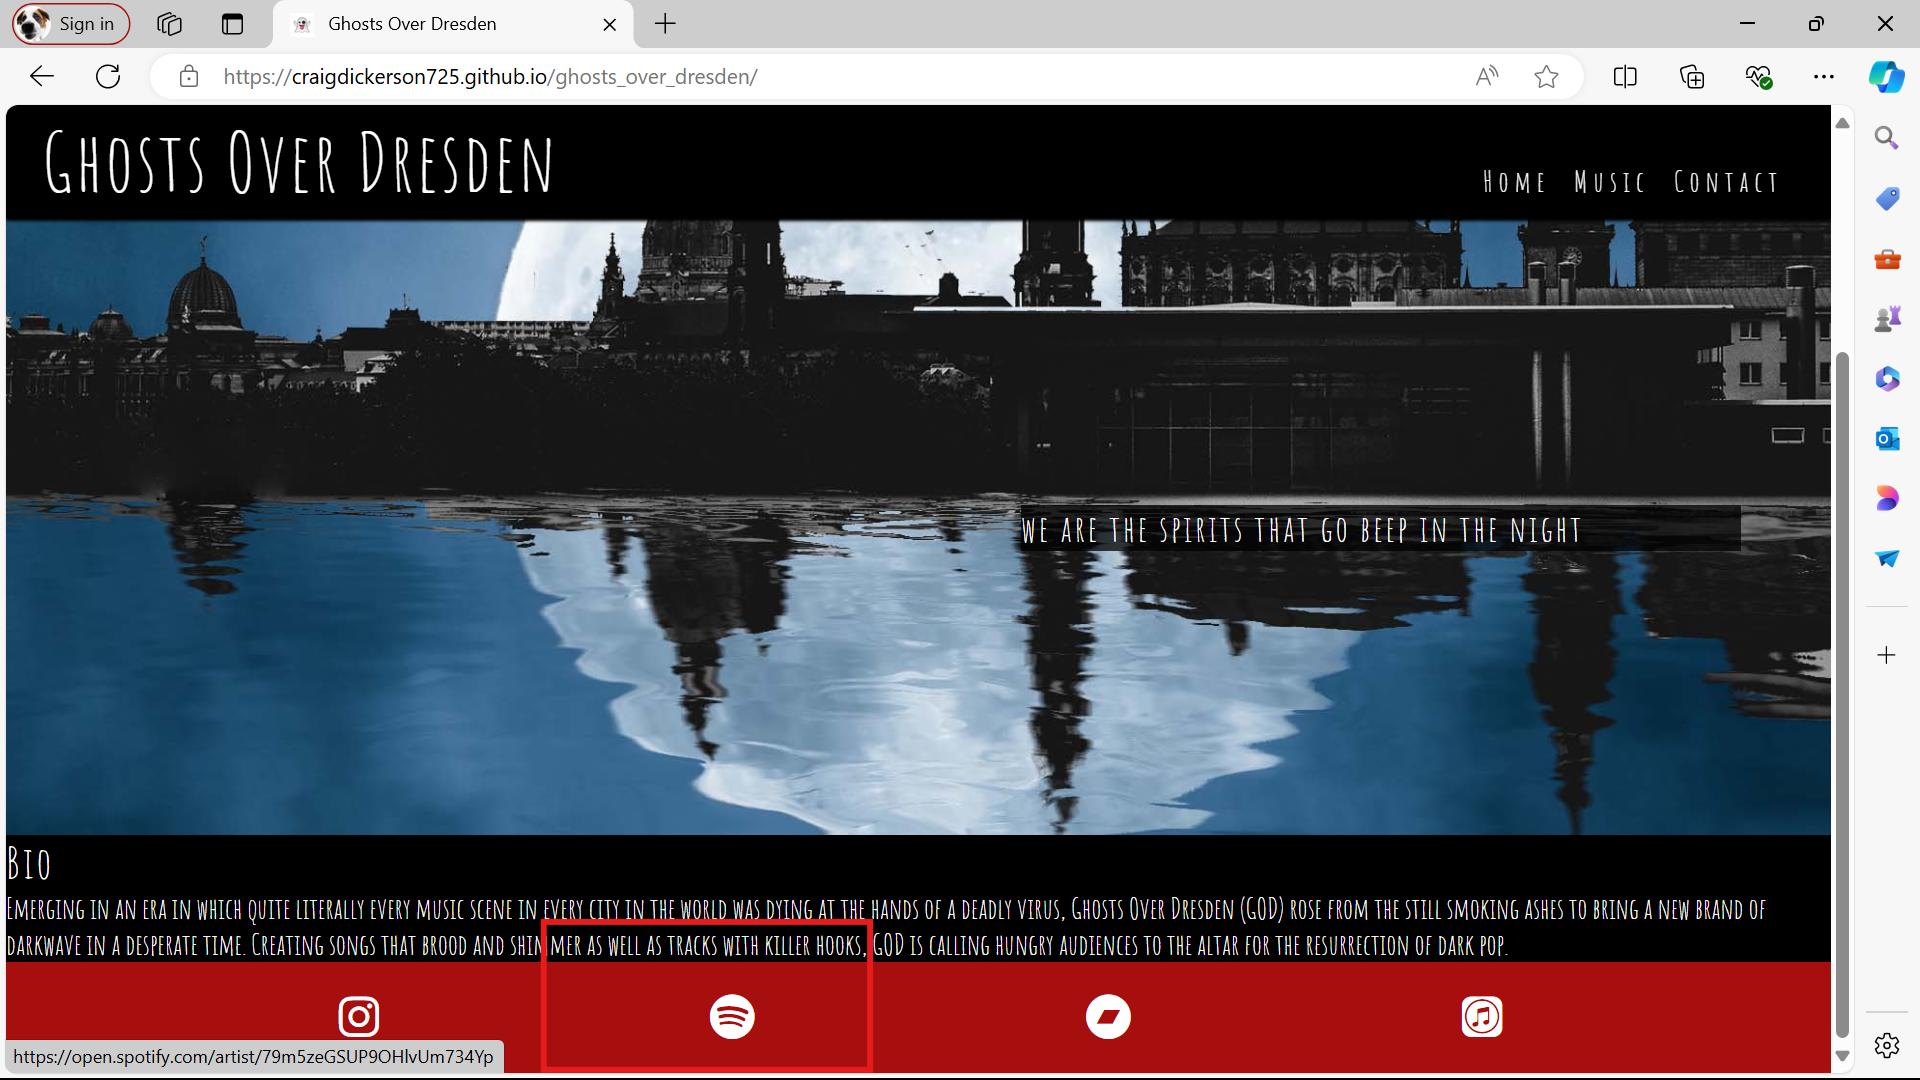 Sign in
Ghosts Over Dresden
https://craigdickerson725.github.io/ghosts_over_dresden/
Ghosts Over Dresden
Home Music Contact
WE ARE THE SPIRITS THAT GO BEEP IN THE NIGHT
Bio
Emerging in an era in which quite literally every music scene in every city in the world was dying at the hands of a deadly virus, Ghosts Over Dresden (GOD) rose from the still smoking ashes to bring a new brand of
darkwave in a desperate time. Creating songs that brood and shimmer as well as tracks with killer hooks, GOD is calling hungry audiences to the altar for the resurrection of dark pop.
https://open.spotify.com/artist/79m5zeGSUP9OHlvUm734Yp